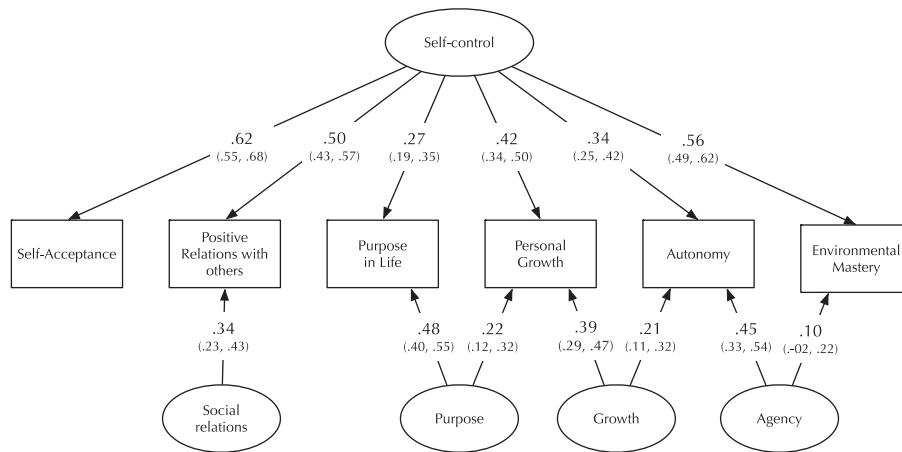 Self-control
.62
(.55, .68)
.50
(.43, .57)
.27
(.19, .35)
.42
(.34, .50)
.34
(.25, .42)
.56
(.49, .62)
Self-Acceptance
Positive
Relations with
others
Purpose
in Life
Personal
Growth
Autonomy
Environmental
Mastery
.34
(.23, .43)
.48
(.40, .55)
.22
(.12, .32)
.39
(.29, .47)
.21
(.11, .32)
.45
(.33, .54)
.10
(-02, .22)
Social
relations
Purpose
Growth
Agency